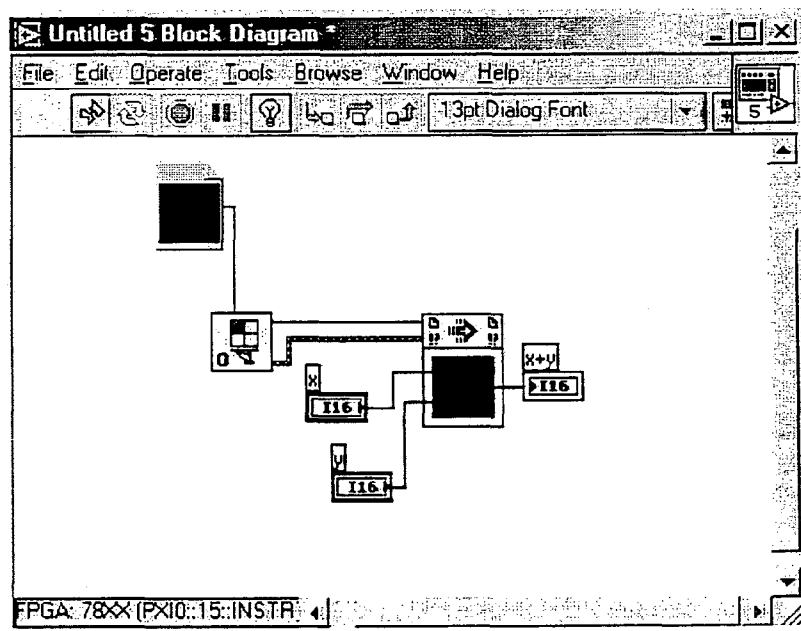 Untitled 5 Block Diagram *
File Edit Operate Tools Browse Window Help
13pt Dialog Font
5
0
x
I16
y
I16
x+y
I16
FPGA: 78XX (PXI0::15::INSTR)